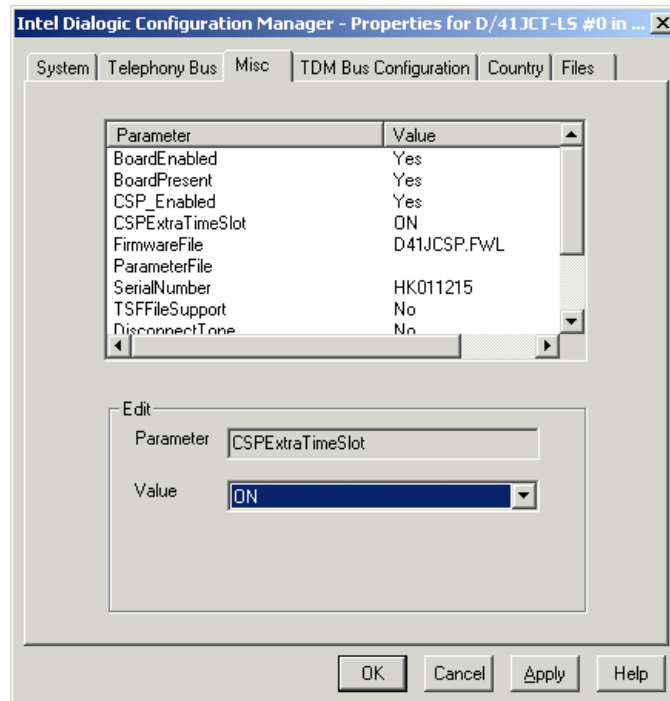 Intel Dialogic Configuration Manager - Properties for D/41JCT-LS #0 in ...
System Telephony Bus Misc TDM Bus Configuration Country Files
Parameter Value
BoardEnabled Yes
BoardPresent Yes
CSP_Enabled Yes
CSPExtraTimeSlot ON
FirmwareFile D41JCSP.FWL
ParameterFile
SerialNumber HK011215
TSFFileSupport No
DisconnectTone No
Edit
Parameter CSPExtraTimeSlot
Value ON
OK Cancel Apply Help